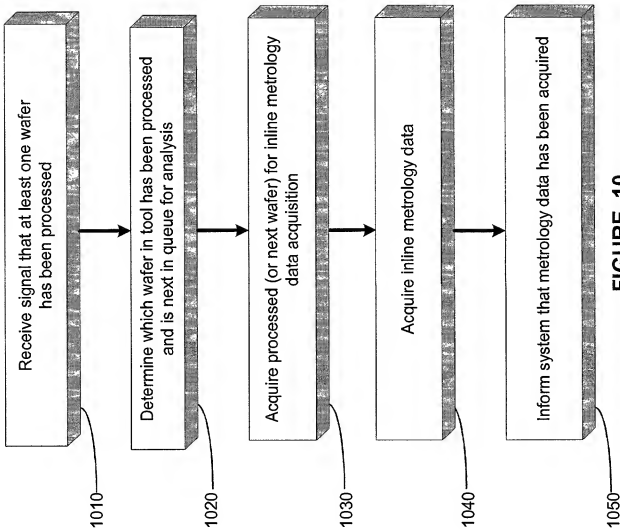 Receive signal that at least one wafer
has been processed
1010
Determine which wafer in tool has been processed
and is next in queue for analysis
1020
Acquire processed (or next wafer) for inline metrology
data acquisition
1030
Acquire inline metrology data
1040
Inform system that metrology data has been acquired
1050
FIGURE 10